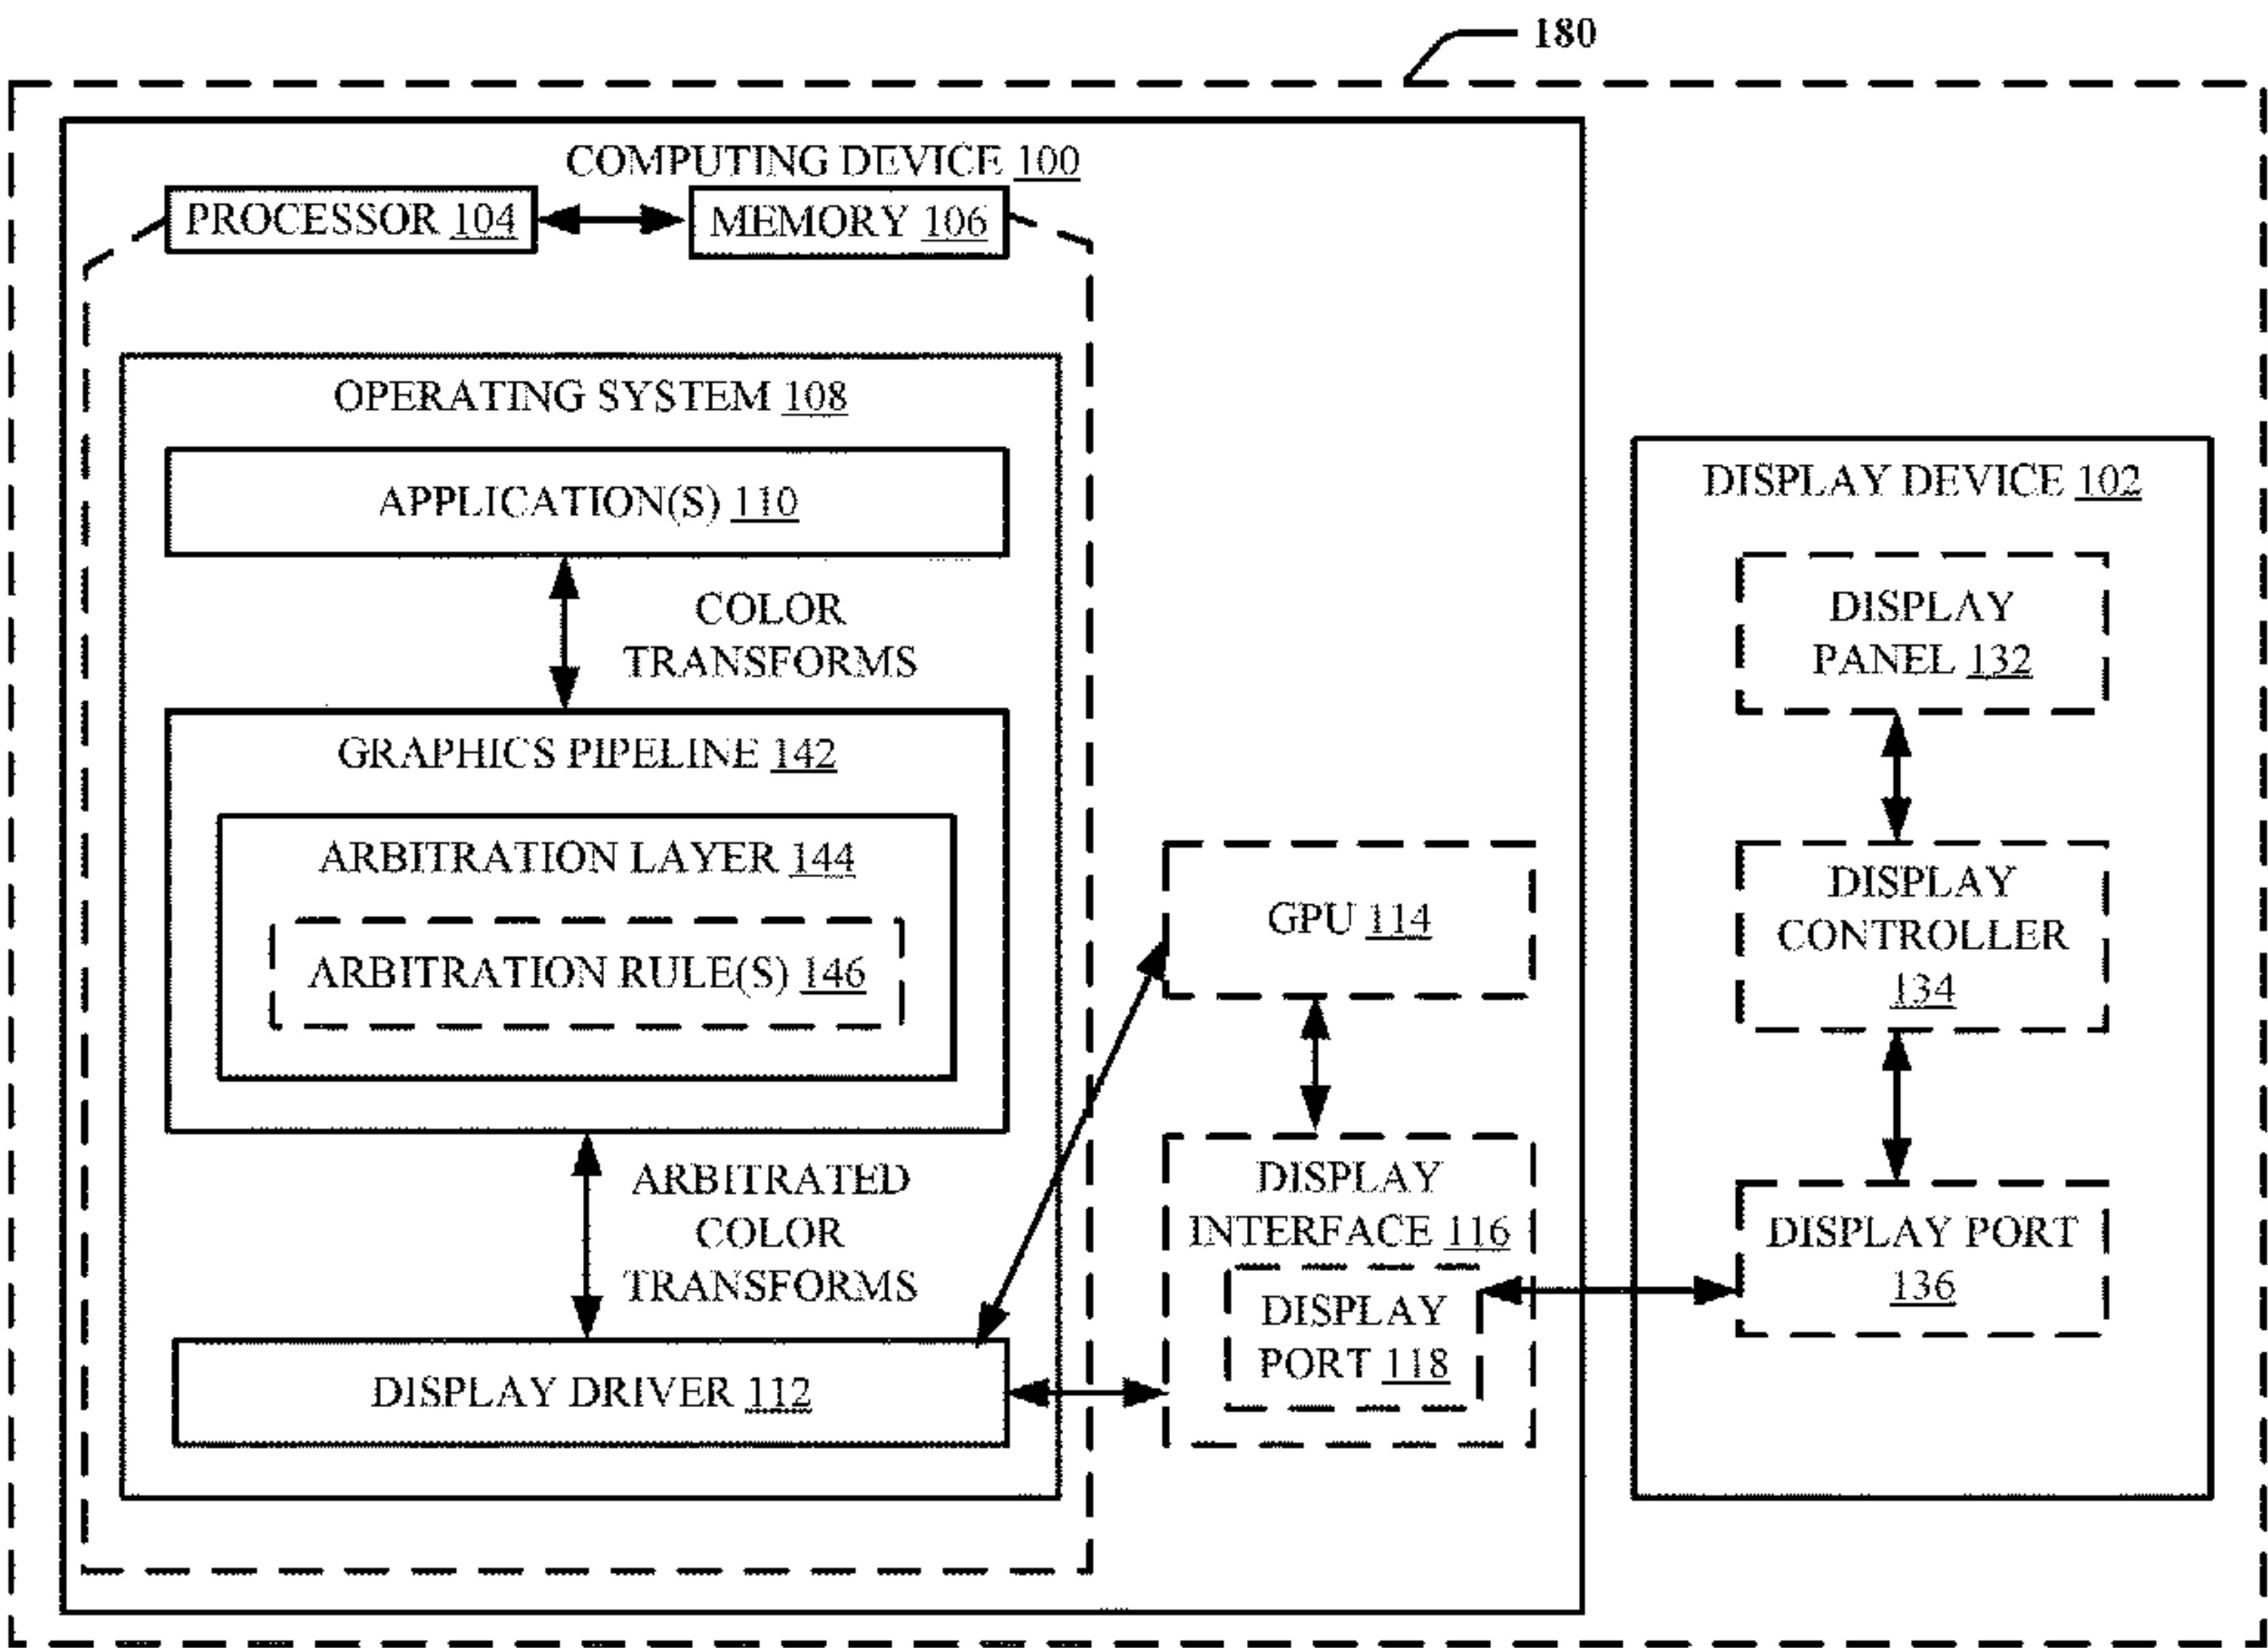 180
COMPUTING DEVICE 100
PROCESSOR 104
MEMORY 106
OPERATING SYSTEM 108
APPLICATION(S) 110
COLOR
TRANSFORMS
GRAPHICS PIPELINE 142
ARBITRATION LAYER 144
ARBITRATION RULE(S) 146
ARBITRATED
COLOR
TRANSFORMS
DISPLAY DRIVER 112
GPU 114
DISPLAY
INTERFACE 116
DISPLAY
PORT 118
DISPLAY DEVICE 102
DISPLAY
PANEL 132
DISPLAY
CONTROLLER
134
DISPLAY PORT
136